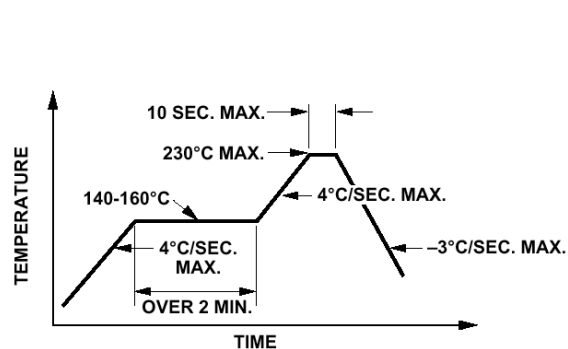 10 SEC. MAX.
230°C MAX.
140-160°C
4°C/SEC. MAX.
4°C/SEC.
MAX.
–3°C/SEC. MAX.
OVER 2 MIN.
TEMPERATURE
TIME